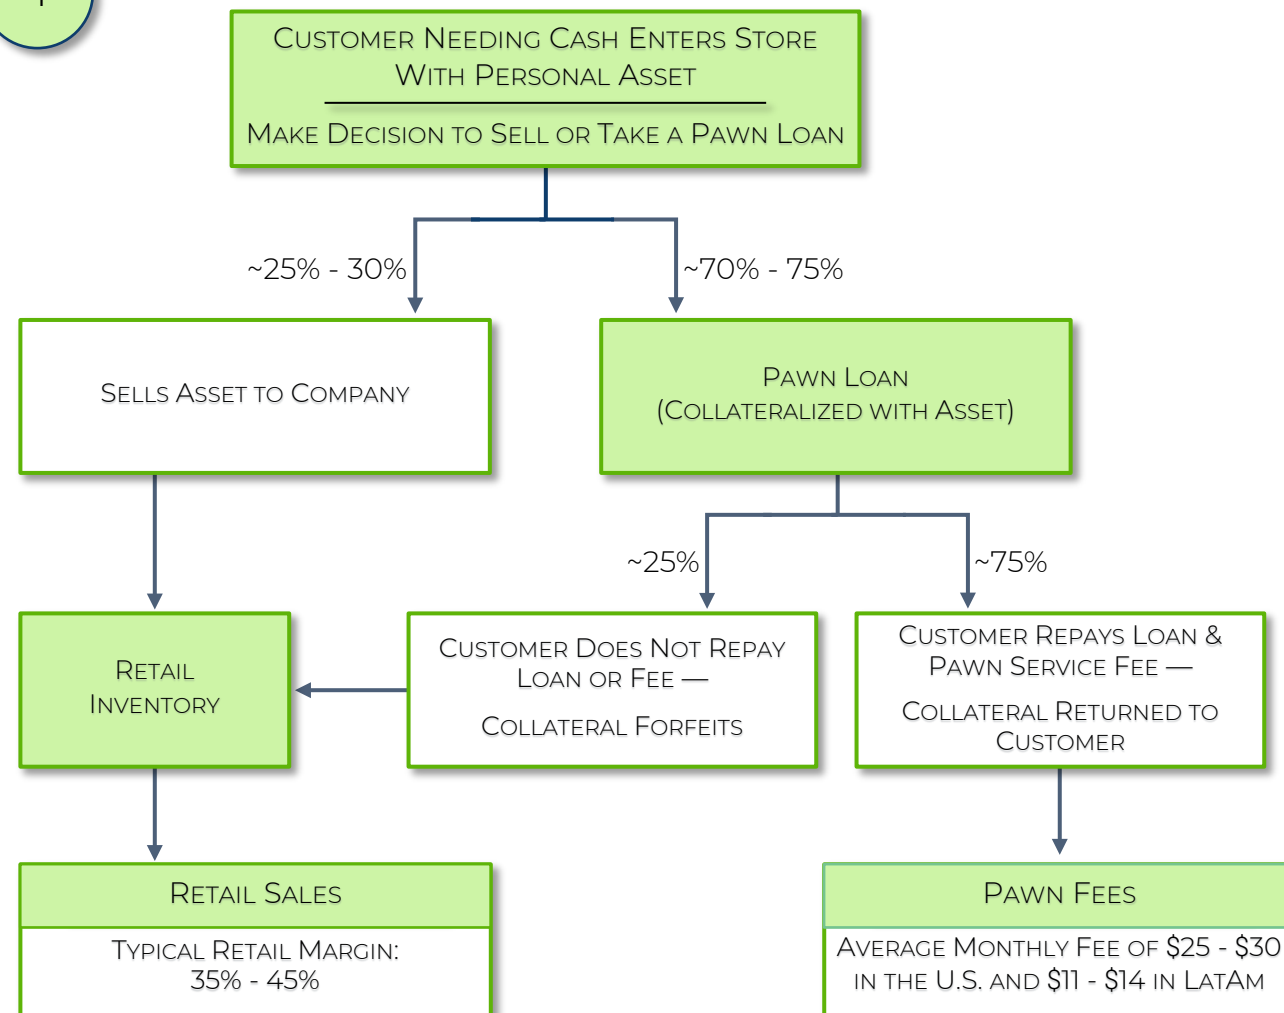 Customer Needing Cash Enters Store
With Personal Asset
Make Decision to Sell or Take a Pawn Loan
~25% - 30%
~70% - 75%
Sells Asset to Company
Pawn Loan
(Collateralized with Asset)
~25%
~75%
Retail
Inventory
Customer Does Not Repay
Loan or Fee —
Collateral Forfeits
Customer Repays Loan &
Pawn Service Fee —
Collateral Returned to
Customer
Retail Sales
Typical Retail Margin:
35% - 45%
Pawn Fees
Average Monthly Fee of $25 - $30
in the U.S. and $11 - $14 in LatAm